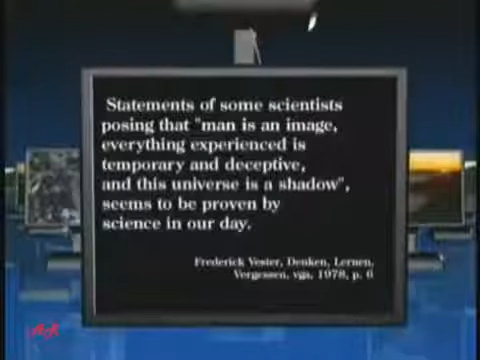 Statements of some scientists
posing that "man is an image,
everything experienced is
temporary and deceptive,
and this universe is a shadow",
seems to be proven by
science in our day.
Frederick Vester, Denken, Lernen,
Vergessen, vga, 1978, p. 6